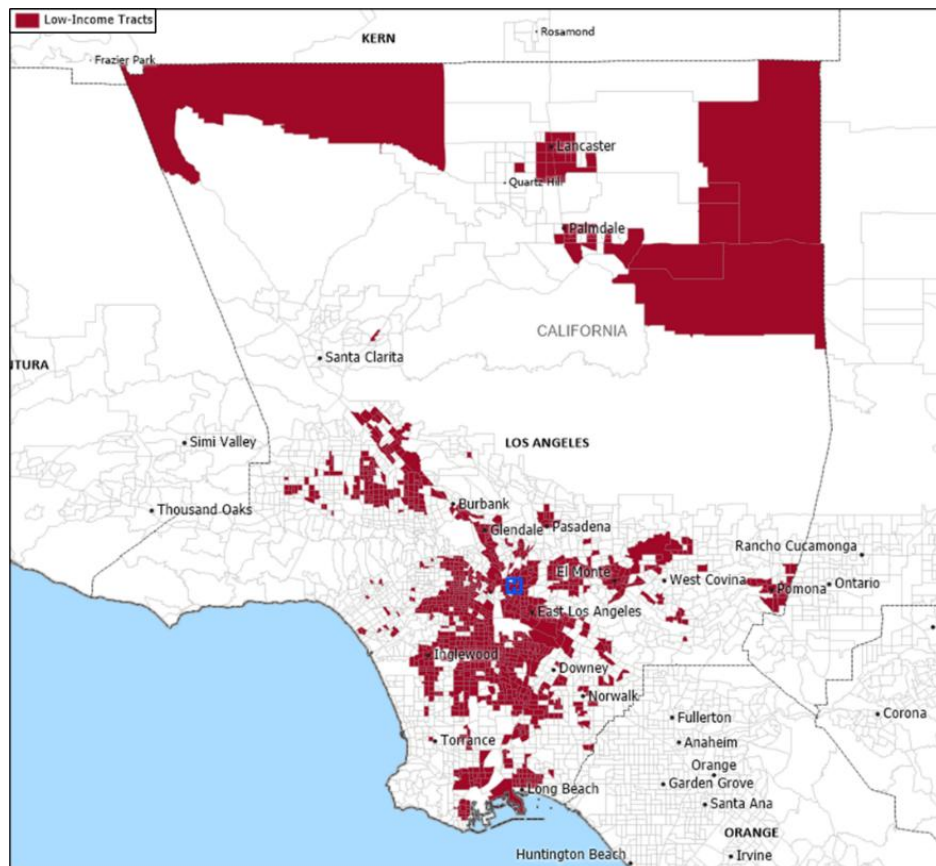 Low-Income Tracts
KERN
Rosamond
Frazier Park
Lancaster
Quartz Hill
Palmdale
CALIFORNIA
Santa Clarita
NTURA
Simi Valley
LOS ANGELES
Burbank
Thousand Oaks
Glendale
Pasadena
Rancho Cucamonga
El Monte
West Covina
Pomona
Ontario
East Los Angeles
Inglewood
Downey
Norwalk
Fullerton
Corona
Torrance
Anaheim
Orange
Garden Grove
Long Beach
Santa Ana
ORANGE
Huntington Beach
Irvine